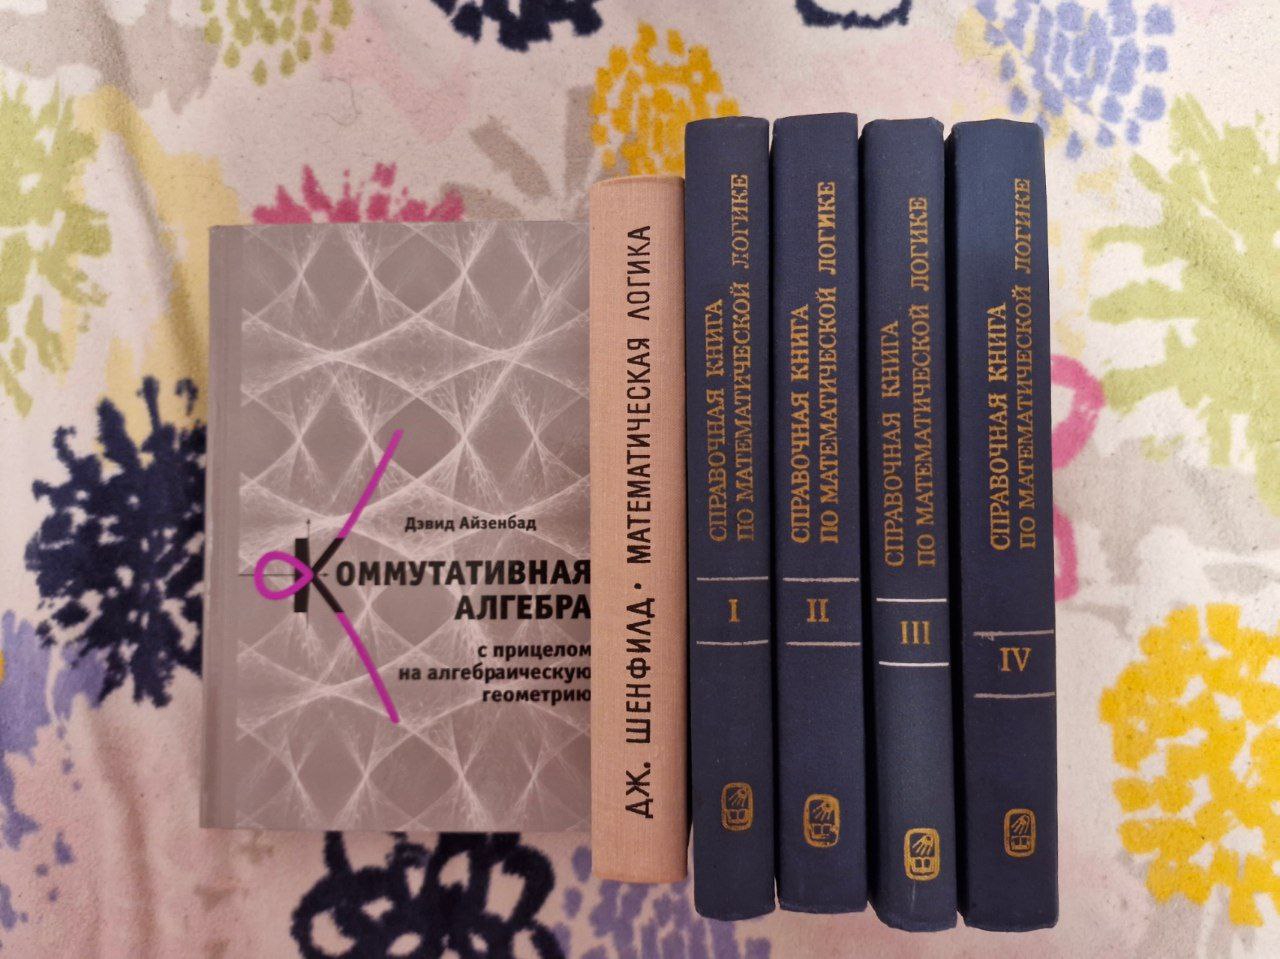 Дэвид Айзенбад
КОММУТАТИВНАЯ
АЛГЕБРА
с прицелом
на алгебраическую
геометрию
ДЖ. ШЕНФИЛД · МАТЕМАТИЧЕСКАЯ ЛОГИКА
СПРАВОЧНАЯ КНИГА
ПО МАТЕМАТИЧЕСКОЙ ЛОГИКЕ
I
СПРАВОЧНАЯ КНИГА
ПО МАТЕМАТИЧЕСКОЙ ЛОГИКЕ
II
СПРАВОЧНАЯ КНИГА
ПО МАТЕМАТИЧЕСКОЙ ЛОГИКЕ
III
СПРАВОЧНАЯ КНИГА
ПО МАТЕМАТИЧЕСКОЙ ЛОГИКЕ
IV